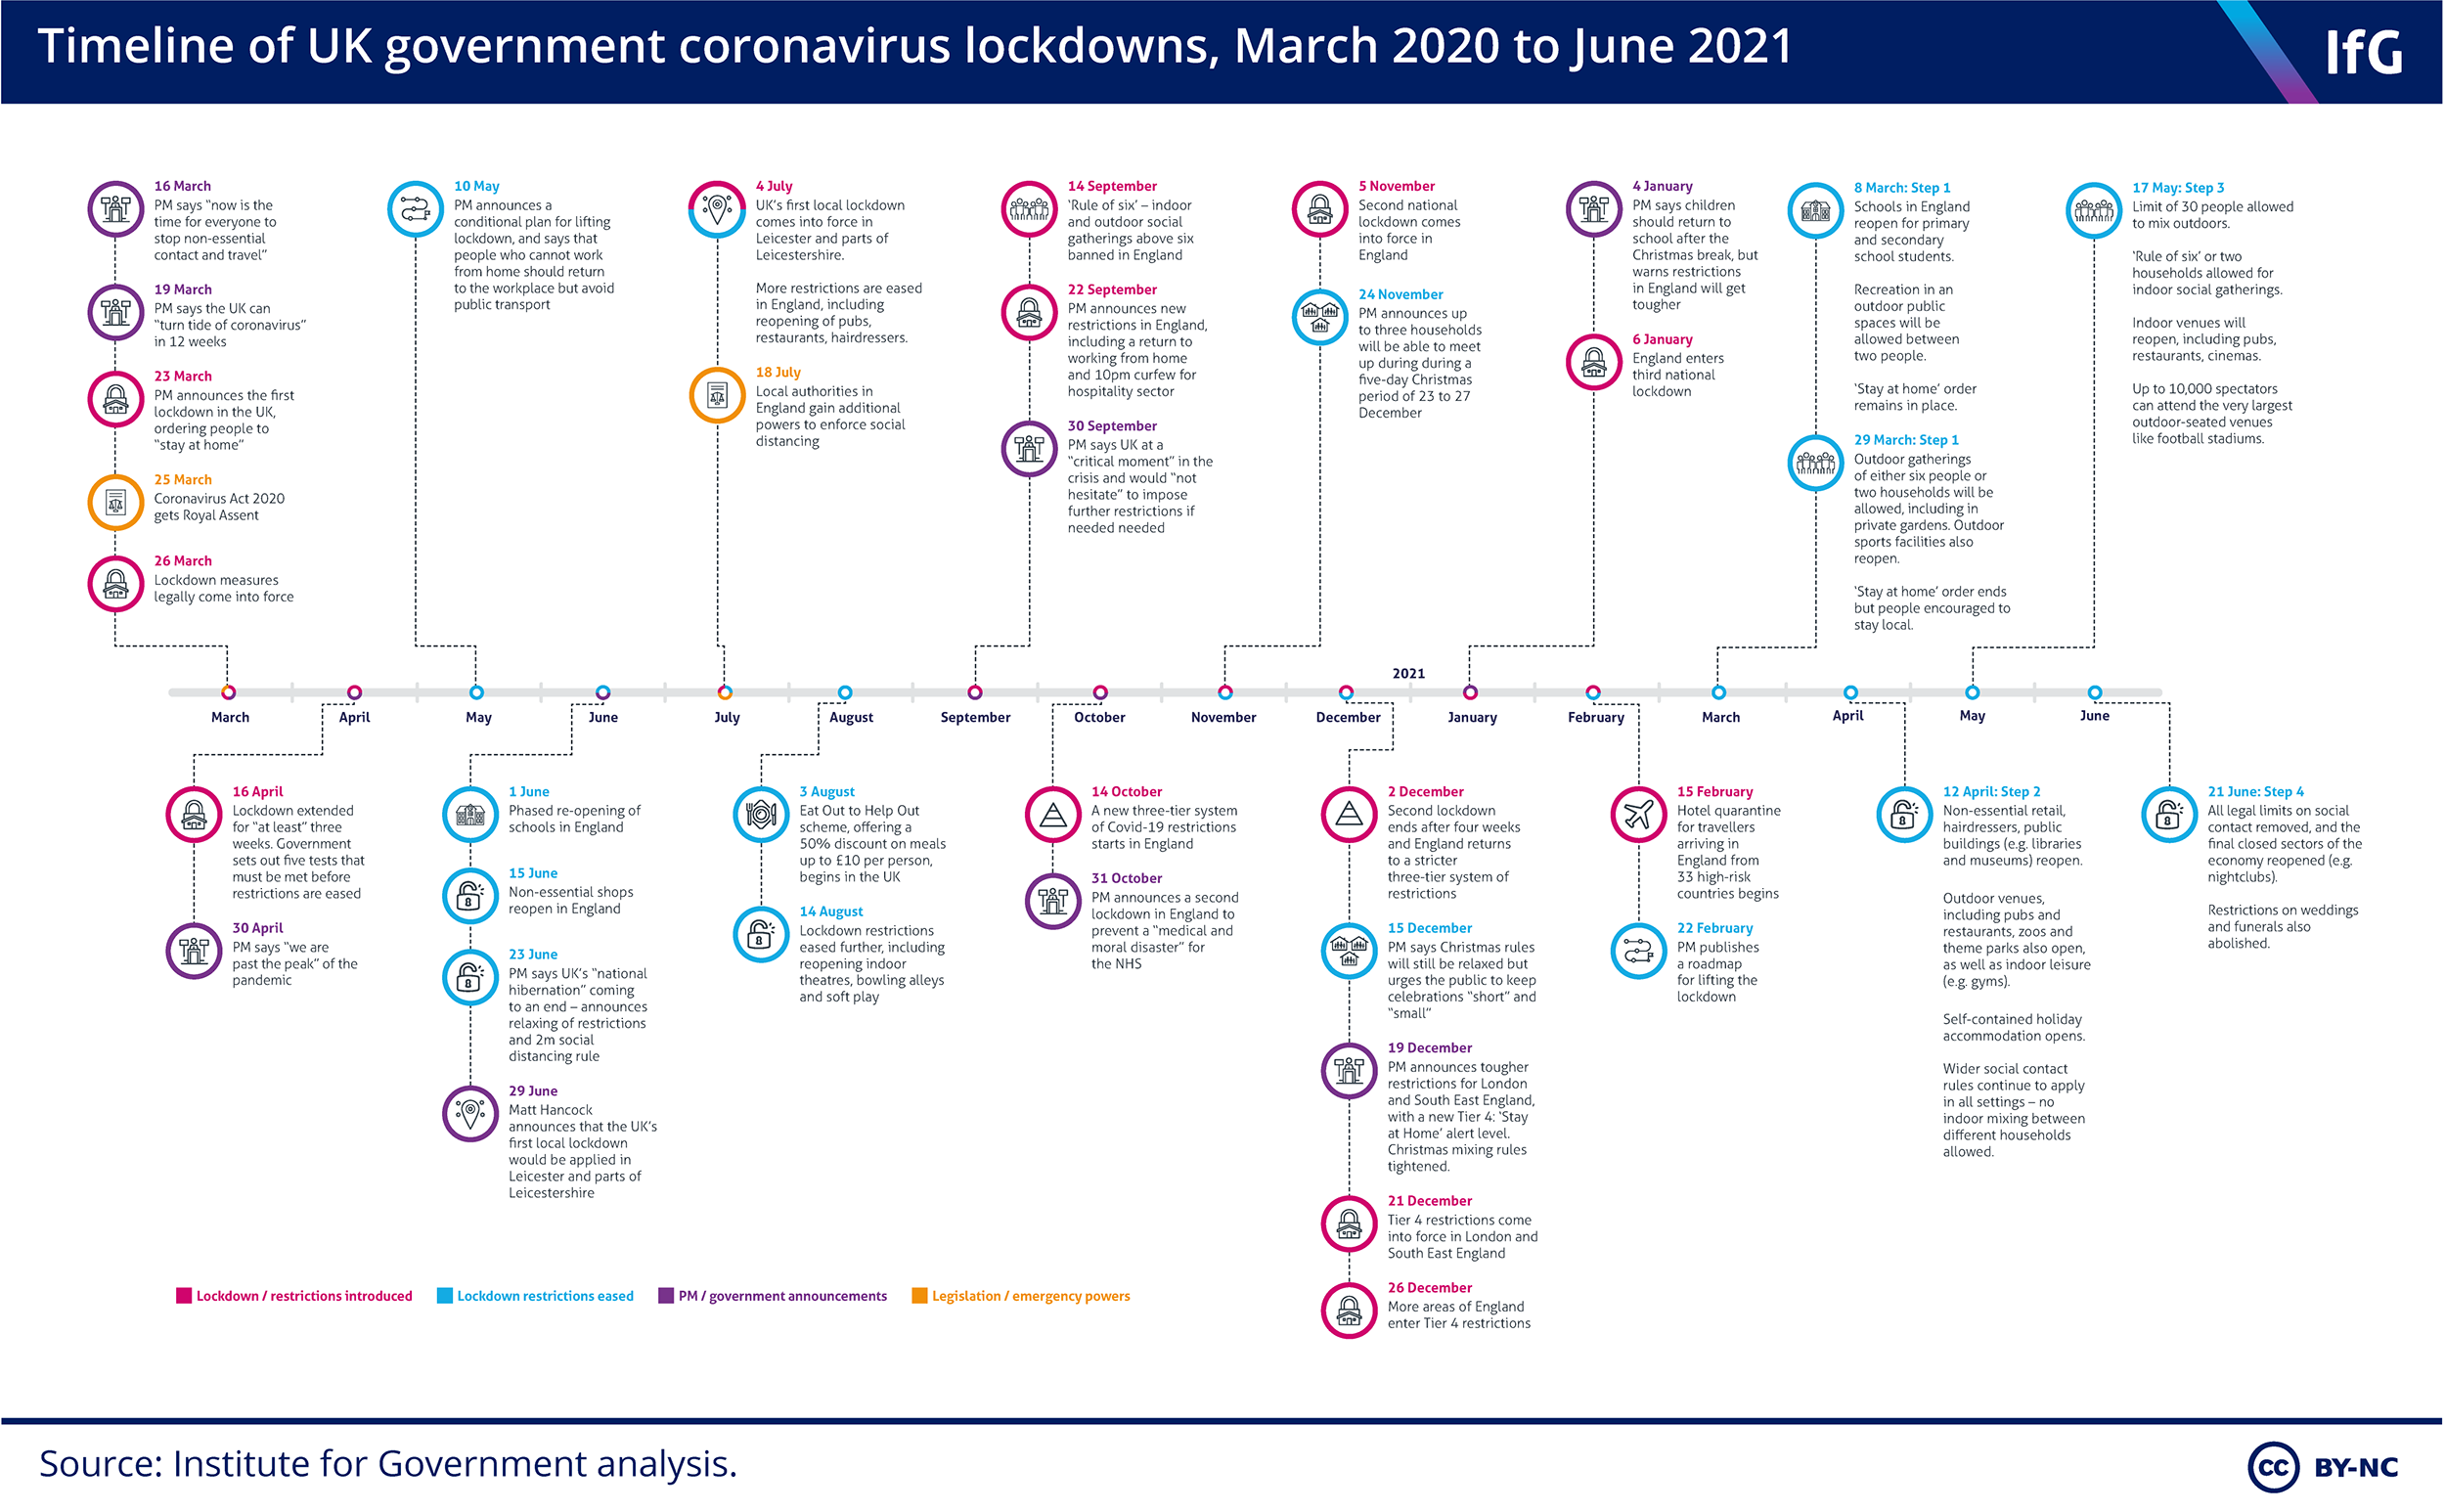 Timeline of UK government coronavirus lockdowns, March 2020 to June 2021
IfG
16 March
PM says “now is the
time for everyone to
stop non-essential
contact and travel”
19 March
PM says the UK can
“turn tide of coronavirus”
in 12 weeks
23 March
PM announces the first
lockdown in the UK,
ordering people to
“stay at home”
25 March
Coronavirus Act 2020
gets Royal Assent
26 March
Lockdown measures
legally come into force
10 May
PM announces a
conditional plan for lifting
lockdown, and says that
people who cannot work
from home should return
to the workplace but avoid
public transport
4 July
UK’s first local lockdown
comes into force in
Leicester and parts of
Leicestershire.
More restrictions are eased
in England, including
reopening of pubs,
restaurants, hairdressers.
18 July
Local authorities in
England gain additional
powers to enforce social
distancing
14 September
‘Rule of six’ – indoor
and outdoor social
gatherings above six
banned in England
22 September
PM announces new
restrictions in England,
including a return to
working from home
and 10pm curfew for
hospitality sector
30 September
PM says UK at a
“critical moment” in the
crisis and would “not
hesitate” to impose
further restrictions if
needed needed
5 November
Second national
lockdown comes
into force in
England
24 November
PM announces up
to three households
will be able to meet
up during during a
five-day Christmas
period of 23 to 27
December
4 January
PM says children
should return to
school after the
Christmas break, but
warns restrictions
in England will get
tougher
6 January
England enters
third national
lockdown
8 March: Step 1
Schools in England
reopen for primary
and secondary
school students.
Recreation in an
outdoor public
spaces will be
allowed between
two people.
‘Stay at home’ order
remains in place.
29 March: Step 1
Outdoor gatherings
of either six people or
two households will be
allowed, including in
private gardens. Outdoor
sports facilities also
reopen.
‘Stay at home’ order ends
but people encouraged to
stay local.
17 May: Step 3
Limit of 30 people allowed
to mix outdoors.
‘Rule of six’ or two
households allowed for
indoor social gatherings.
Indoor venues will
reopen, including pubs,
restaurants, cinemas.
Up to 10,000 spectators
can attend the very largest
outdoor-seated venues
like football stadiums.
2021
March
April
May
June
July
August
September
October
November
December
January
February
March
April
May
June
16 April
Lockdown extended
for “at least” three
weeks. Government
sets out five tests that
must be met before
restrictions are eased
30 April
PM says “we are
past the peak” of the
pandemic
1 June
Phased re-opening of
schools in England
15 June
Non-essential shops
reopen in England
23 June
PM says UK’s “national
hibernation” coming
to an end – announces
relaxing of restrictions
and 2m social
distancing rule
29 June
Matt Hancock
announces that the UK’s
first local lockdown
would be applied in
Leicester and parts of
Leicestershire
3 August
Eat Out to Help Out
scheme, offering a
50% discount on meals
up to £10 per person,
begins in the UK
14 August
Lockdown restrictions
eased further, including
reopening indoor
theatres, bowling alleys
and soft play
14 October
A new three-tier system
of Covid-19 restrictions
starts in England
31 October
PM announces a second
lockdown in England to
prevent a “medical and
moral disaster” for
the NHS
2 December
Second lockdown
ends after four weeks
and England returns
to a stricter
three-tier system of
restrictions
15 December
PM says Christmas rules
will still be relaxed but
urges the public to keep
celebrations “short” and
“small”
19 December
PM announces tougher
restrictions for London
and South East England,
with a new Tier 4: ‘Stay
at Home’ alert level.
Christmas mixing rules
tightened.
21 December
Tier 4 restrictions come
into force in London and
South East England
26 December
More areas of England
enter Tier 4 restrictions
15 February
Hotel quarantine
for travellers
arriving in
England from
33 high-risk
countries begins
22 February
PM publishes
a roadmap
for lifting the
lockdown
12 April: Step 2
Non-essential retail,
hairdressers, public
buildings (e.g. libraries
and museums) reopen.
Outdoor venues,
including pubs and
restaurants, zoos and
theme parks also open,
as well as indoor leisure
(e.g. gyms).
Self-contained holiday
accommodation opens.
Wider social contact
rules continue to apply
in all settings – no
indoor mixing between
different households
allowed.
21 June: Step 4
All legal limits on social
contact removed, and the
final closed sectors of the
economy reopened (e.g.
nightclubs).
Restrictions on weddings
and funerals also
abolished.
Lockdown / restrictions introduced
Lockdown restrictions eased
PM / government announcements
Legislation / emergency powers
Source: Institute for Government analysis.
cc BY-NC